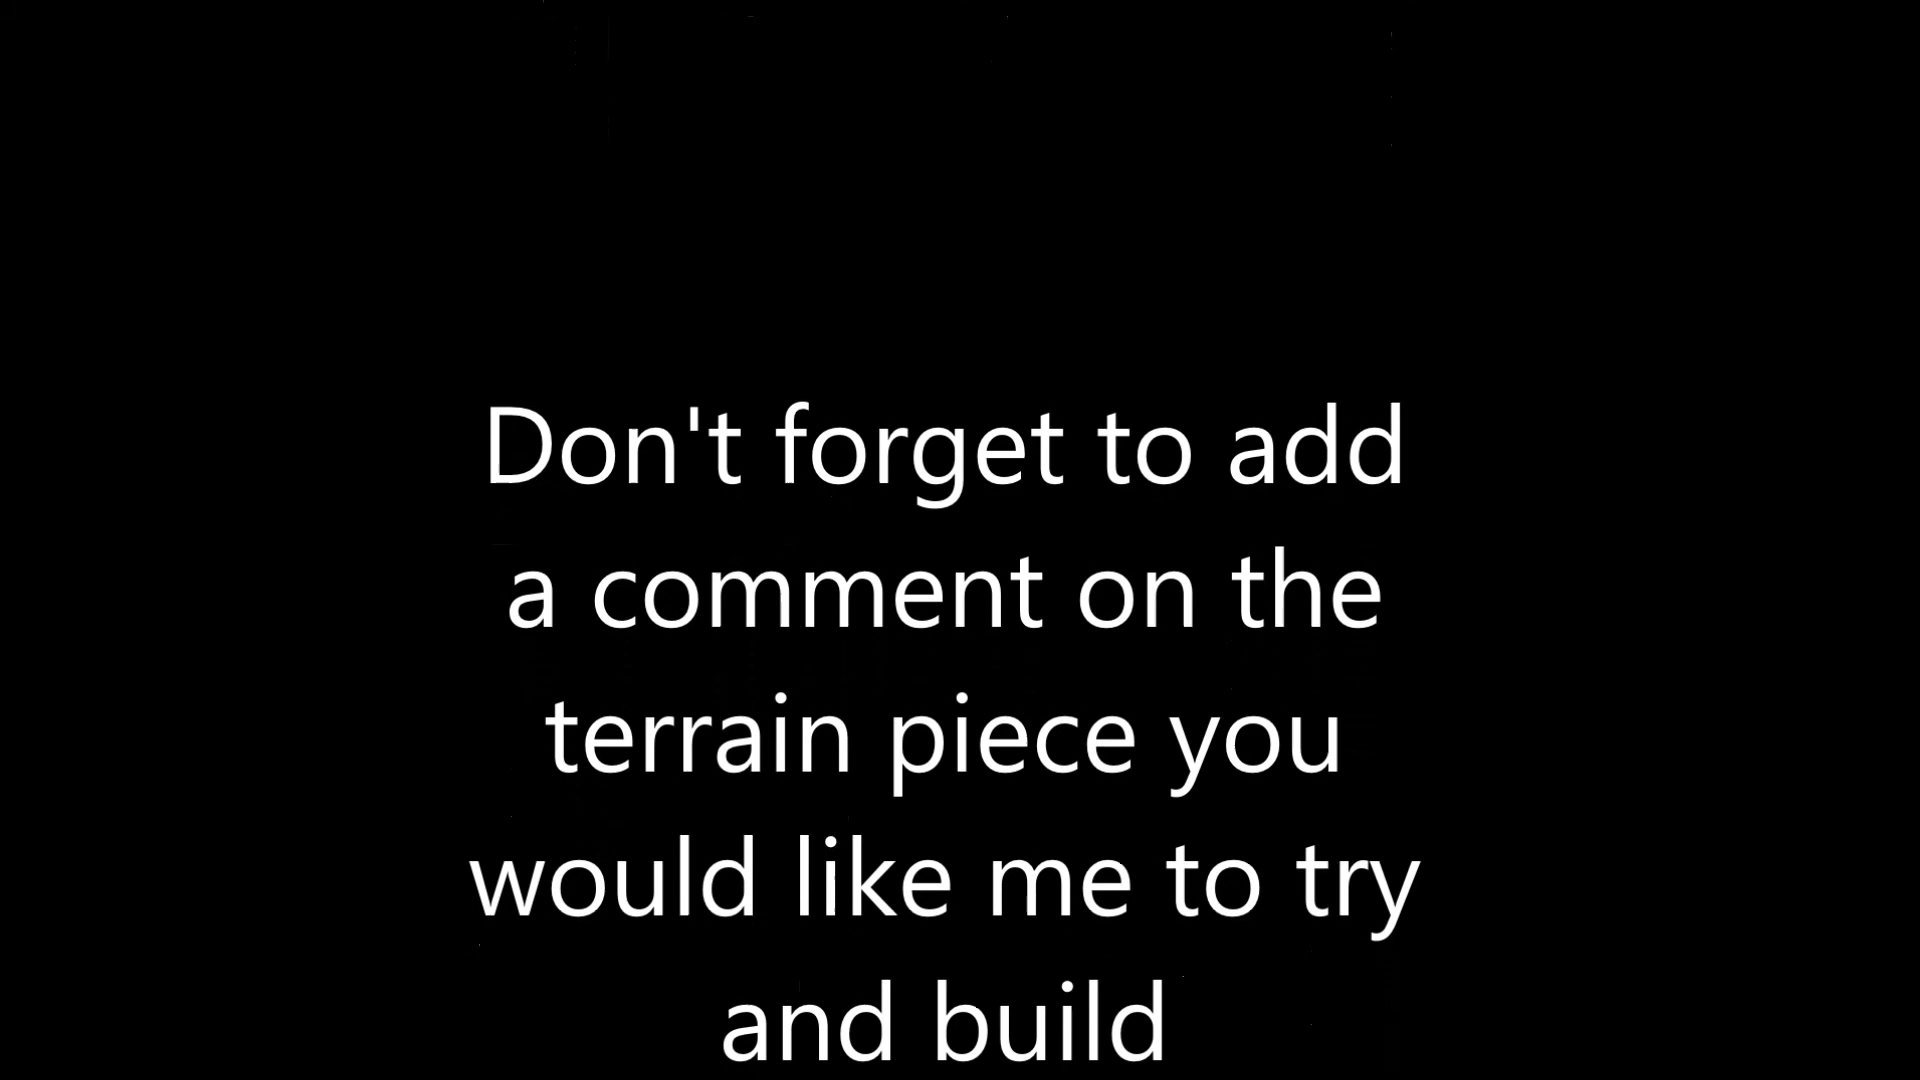 Don't forget to add
a comment on the
terrain piece you
would like me to try
and build